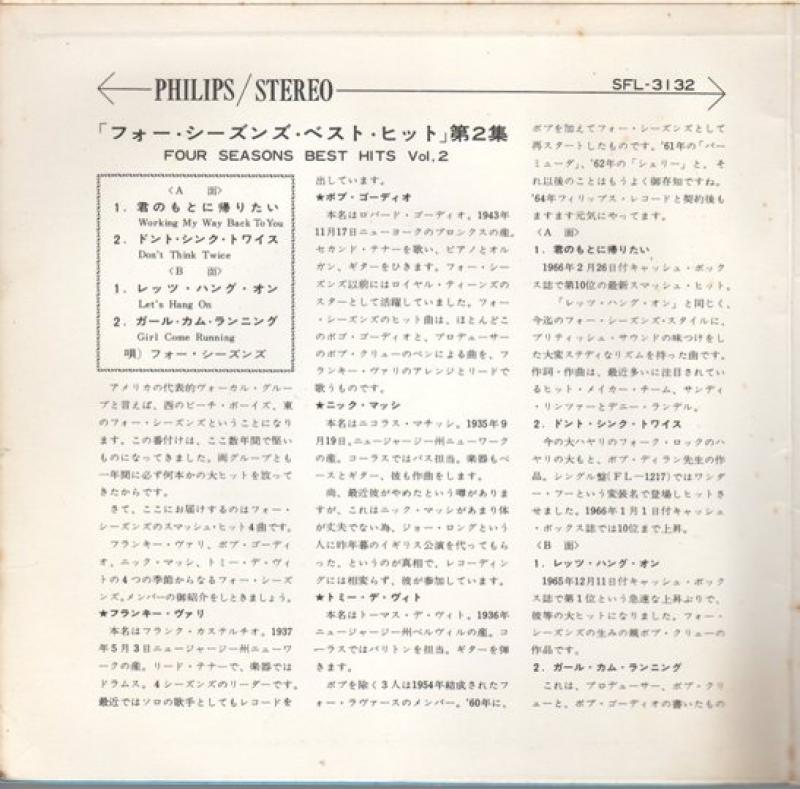 PHILIPS/STEREO
SFL-3132
「フォー・シーズンズ・ベスト・ヒット」第2集
FOUR SEASONS BEST HITS Vol,2
〈A 面〉
1. 君のもとに帰りたい
Working My Way Back To You
2. ドント・シンク・トワイス
Don't Think Twice
〈B 面〉
1. レッツ・ハング・オン
Let's Hang On
2. ガール・カム・ランニング
Girl Come Running
唄) フォー・シーズンズ
アメリカの代表的ヴォーカル・グルー
プと言えば、西のビーチ・ボーイズ、東
のフォー・シーズンズということになり
ます。この番付けは、ここ数年間で堅い
ものになってきました。両グループとも
一年間に必ず何本かの大ヒットを放って
きたからです。
さて、ここにお届けするのはフォー・
シーズンズのスマッシュ・ヒット4曲です。
フランキー・ヴァリ、ボブ・ゴーディ
オ、ニック・マッシ、トミー・デ・ヴィ
トの4つの季節からなるフォー・シーズ
ンズ。メンバーの御紹介をしときましょう。
★フランキー・ヴァリ
本名はフランク・カステルチオ。1937
年5月3日ニュージャージー州ニューワ
ークの産。リード・テナーで、楽器では
ドラムス。4シーズンズのリーダーです。
最近ではソロの歌手としてもレコードを
出しています。
★ボブ・ゴーディオ
本名はロバード・ゴーディオ。1943年
11月17日ニューヨークのブロンクスの産。
セカンド・テナーを歌い、ピアノとオル
ガン、ギターをひきます。フォー・シー
ズンズ以前にはロイヤル・ティーンズの
スターとして活躍していました。フォー
・シーズンズのヒット曲は、ほとんどこ
のボゴ・ゴーディオと、プロデューサー
のボブ・クリューのペンによる曲を、フ
ランキー・ヴァリのアレンジとリードで
歌うものです。
★ニック・マッシ
本名はニコラス・マチッシ。1935年9
月19日。ニュージャージー州ニューワーク
の産。コーラスではバス担当。楽器もベ
ースとギター、彼も作曲をします。
尚、最近彼がやめたという噂がありま
すが、これはニック・マッシがあまり体
が丈夫でない為、ジョー・ロングという
人に昨年暮のイギリス公演を代ってもら
った、というのが真相で、レコーディン
グには相変らず、彼が参加しています。
★トミー・デ・ヴィト
本名はトーマス・デ・ヴィト。1936年
ニュージャージー州ベルヴィルの産。コ
ーラスではバリトンを担当。ギターを弾
きます。
ボブを除く3人は1954年結成されたフ
ォー・ラヴァースのメンバー。'60年に、
ボブを加えてフォー・シーズンズとして
再スタートしたものです。'61年の「バー
ミューダ」、'62年の「シェリー」と、そ
れ以後のことはもうよく御存知ですね。
'64年フィリップス・レコードと契約後も
ますます元気にやってます。
〈A 面〉
1. 君のもとに帰りたい
1966年2月26日付キャッシュ・ボック
ス誌で第10位の最新スマッシュ・ヒット。
「レッツ・ハング・オン」と同じく、
今迄のフォー・シーズンズ・スタイルに、
ブリティッシュ・サウンドの味つけをし
た大変ステディなリズムを持った曲です。
作詞・作曲は、最近多いに注目されてい
るヒット・メイカー・チーム、サンディ
・リンツァーとデニー・ランデル。
2. ドント・シンク・トワイス
今の大ハヤリのフォーク・ロックのハ
ヤリの大もと、ボブ・ディラン先生の作
品。シングル盤(FL-1217)ではワンダ
ー・フーという変装名で登場しヒットさ
せました。1966年1月1日付キャッシュ
・ボックス誌では10位まで上昇。
〈B 面〉
1. レッツ・ハング・オン
1965年12月11日付キャッシュ・ボック
ス誌で第1位という急速な上昇ぶりで、
彼等の大ヒットになりました。フォー・
シーズンズの生みの親ボブ・クリューの
作品です。
2. ガール・カム・ランニング
これは、プロデューサー、ボブ・クリ
ューと、ボブ・ゴーディオの書いたもの